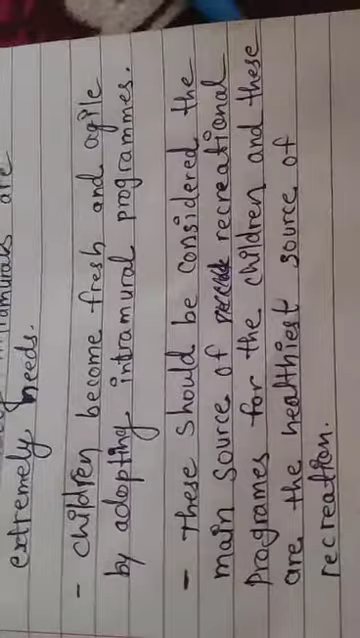 are
extremely needs.
- children become fresh and agile
by adopting intramural programmes.
- These should be considered the
main source of recreational
programes for the children and these
are the healthiest source of
recreation.